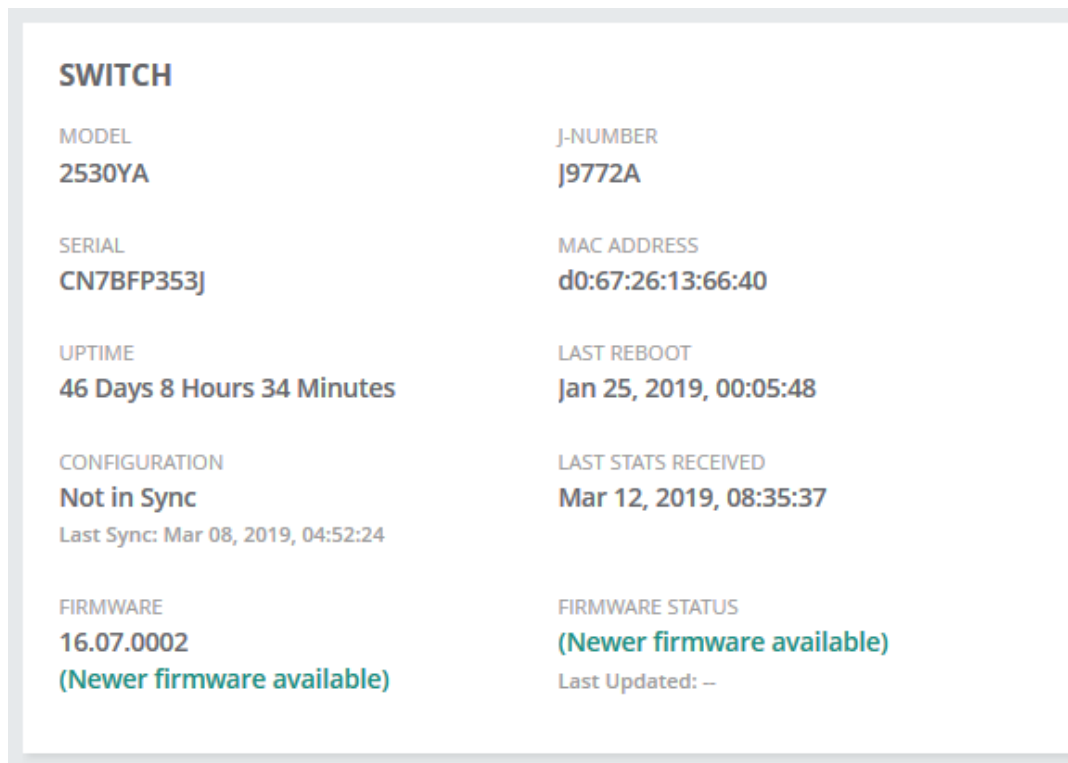 SWITCH
MODEL
2530YA
J-NUMBER
J9772A
SERIAL
CN7BFP353J
MAC ADDRESS
d0:67:26:13:66:40
UPTIME
46 Days 8 Hours 34 Minutes
LAST REBOOT
Jan 25, 2019, 00:05:48
CONFIGURATION
Not in Sync
Last Sync: Mar 08, 2019, 04:52:24
LAST STATS RECEIVED
Mar 12, 2019, 08:35:37
FIRMWARE
16.07.0002
(Newer firmware available)
FIRMWARE STATUS
(Newer firmware available)
Last Updated: --